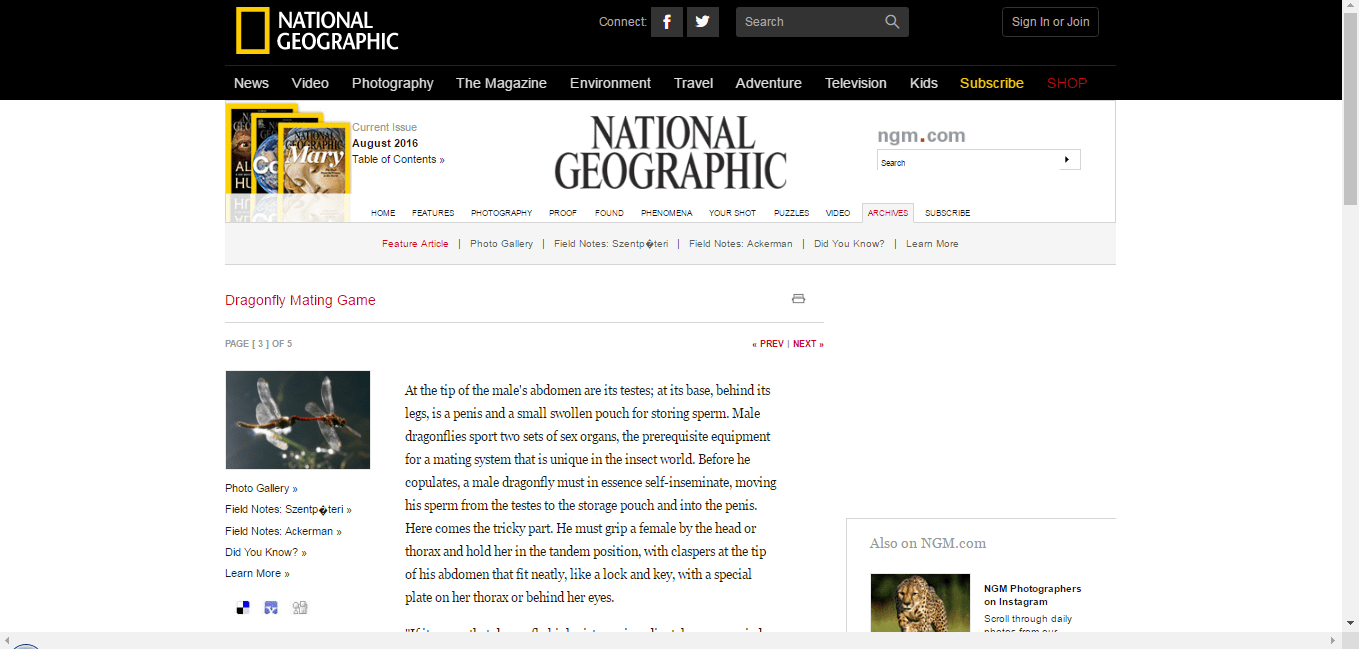 NATIONAL
GEOGRAPHIC
Connect:
Search
Sign In or Join
News Video Photography The Magazine Environment Travel Adventure Television Kids Subscribe SHOP
Current Issue
August 2016
Table of Contents »
NATIONAL
GEOGRAPHIC
ngm.com
Search
HOME FEATURES PHOTOGRAPHY PROOF FOUND PHENOMENA YOUR SHOT PUZZLES VIDEO ARCHIVES SUBSCRIBE
Feature Article | Photo Gallery | Field Notes: Szentp�teri | Field Notes: Ackerman | Did You Know? | Learn More
Dragonfly Mating Game
PAGE [ 3 ] OF 5
« PREV | NEXT »
At the tip of the male's abdomen are its testes; at its base, behind its
legs, is a penis and a small swollen pouch for storing sperm. Male
dragonflies sport two sets of sex organs, the prerequisite equipment
for a mating system that is unique in the insect world. Before he
copulates, a male dragonfly must in essence self-inseminate, moving
his sperm from the testes to the storage pouch and into the penis.
Here comes the tricky part. He must grip a female by the head or
thorax and hold her in the tandem position, with claspers at the tip
of his abdomen that fit neatly, like a lock and key, with a special
plate on her thorax or behind her eyes.
Photo Gallery »
Field Notes: Szentp�teri »
Field Notes: Ackerman »
Did You Know? »
Learn More »
Also on NGM.com
NGM Photographers
on Instagram
Scroll through daily
photos from our